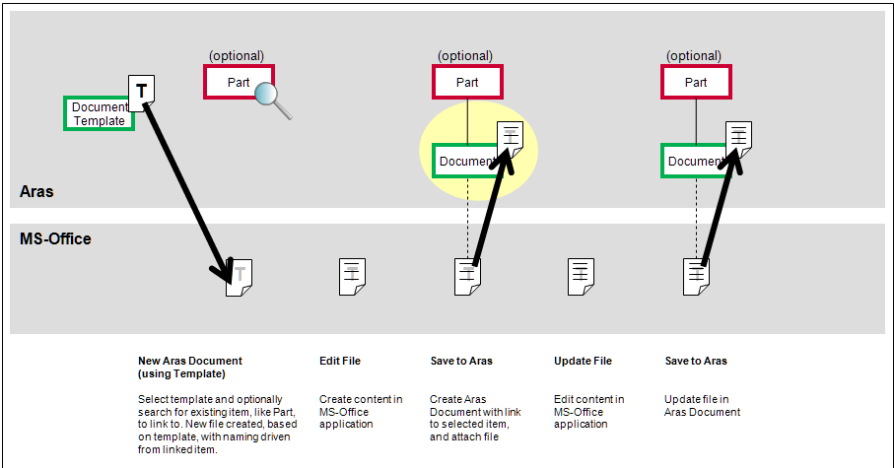 (optional)
(optional)
(optional)
T
Part
Part
Part
Document
Template
T
T
Document
Document
Aras
MS-Office
T
T
T
T
T
New Aras Document
(using Template)
Select template and optionally
search for existing item, like Part,
to link to. New file created, based
on template, with naming driven
from linked item.
Edit File
Create content in
MS-Office
application
Save to Aras
Create Aras
Document with link
to selected item,
and attach file
Update File
Edit content in
MS-Office
application
Save to Aras
Update file in
Aras Document